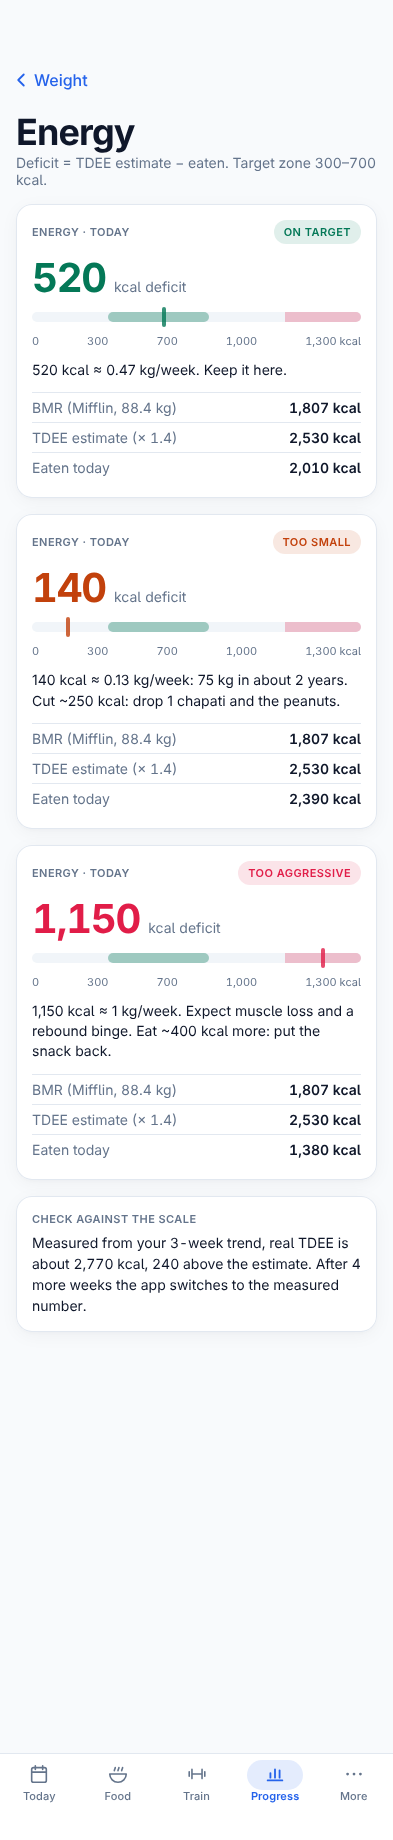 Weight
Energy
Deficit = TDEE estimate − eaten. Target zone 300–700
kcal.
ENERGY · TODAY
ON TARGET
520 kcal deficit
0 300 700 1,000 1,300 kcal
520 kcal ≈ 0.47 kg/week. Keep it here.
BMR (Mifflin, 88.4 kg) 1,807 kcal
TDEE estimate (× 1.4) 2,530 kcal
Eaten today 2,010 kcal
ENERGY · TODAY
TOO SMALL
140 kcal deficit
0 300 700 1,000 1,300 kcal
140 kcal ≈ 0.13 kg/week: 75 kg in about 2 years.
Cut ~250 kcal: drop 1 chapati and the peanuts.
BMR (Mifflin, 88.4 kg) 1,807 kcal
TDEE estimate (× 1.4) 2,530 kcal
Eaten today 2,390 kcal
ENERGY · TODAY
TOO AGGRESSIVE
1,150 kcal deficit
0 300 700 1,000 1,300 kcal
1,150 kcal ≈ 1 kg/week. Expect muscle loss and a
rebound binge. Eat ~400 kcal more: put the
snack back.
BMR (Mifflin, 88.4 kg) 1,807 kcal
TDEE estimate (× 1.4) 2,530 kcal
Eaten today 1,380 kcal
CHECK AGAINST THE SCALE
Measured from your 3-week trend, real TDEE is
about 2,770 kcal, 240 above the estimate. After 4
more weeks the app switches to the measured
number.
Today Food Train Progress More